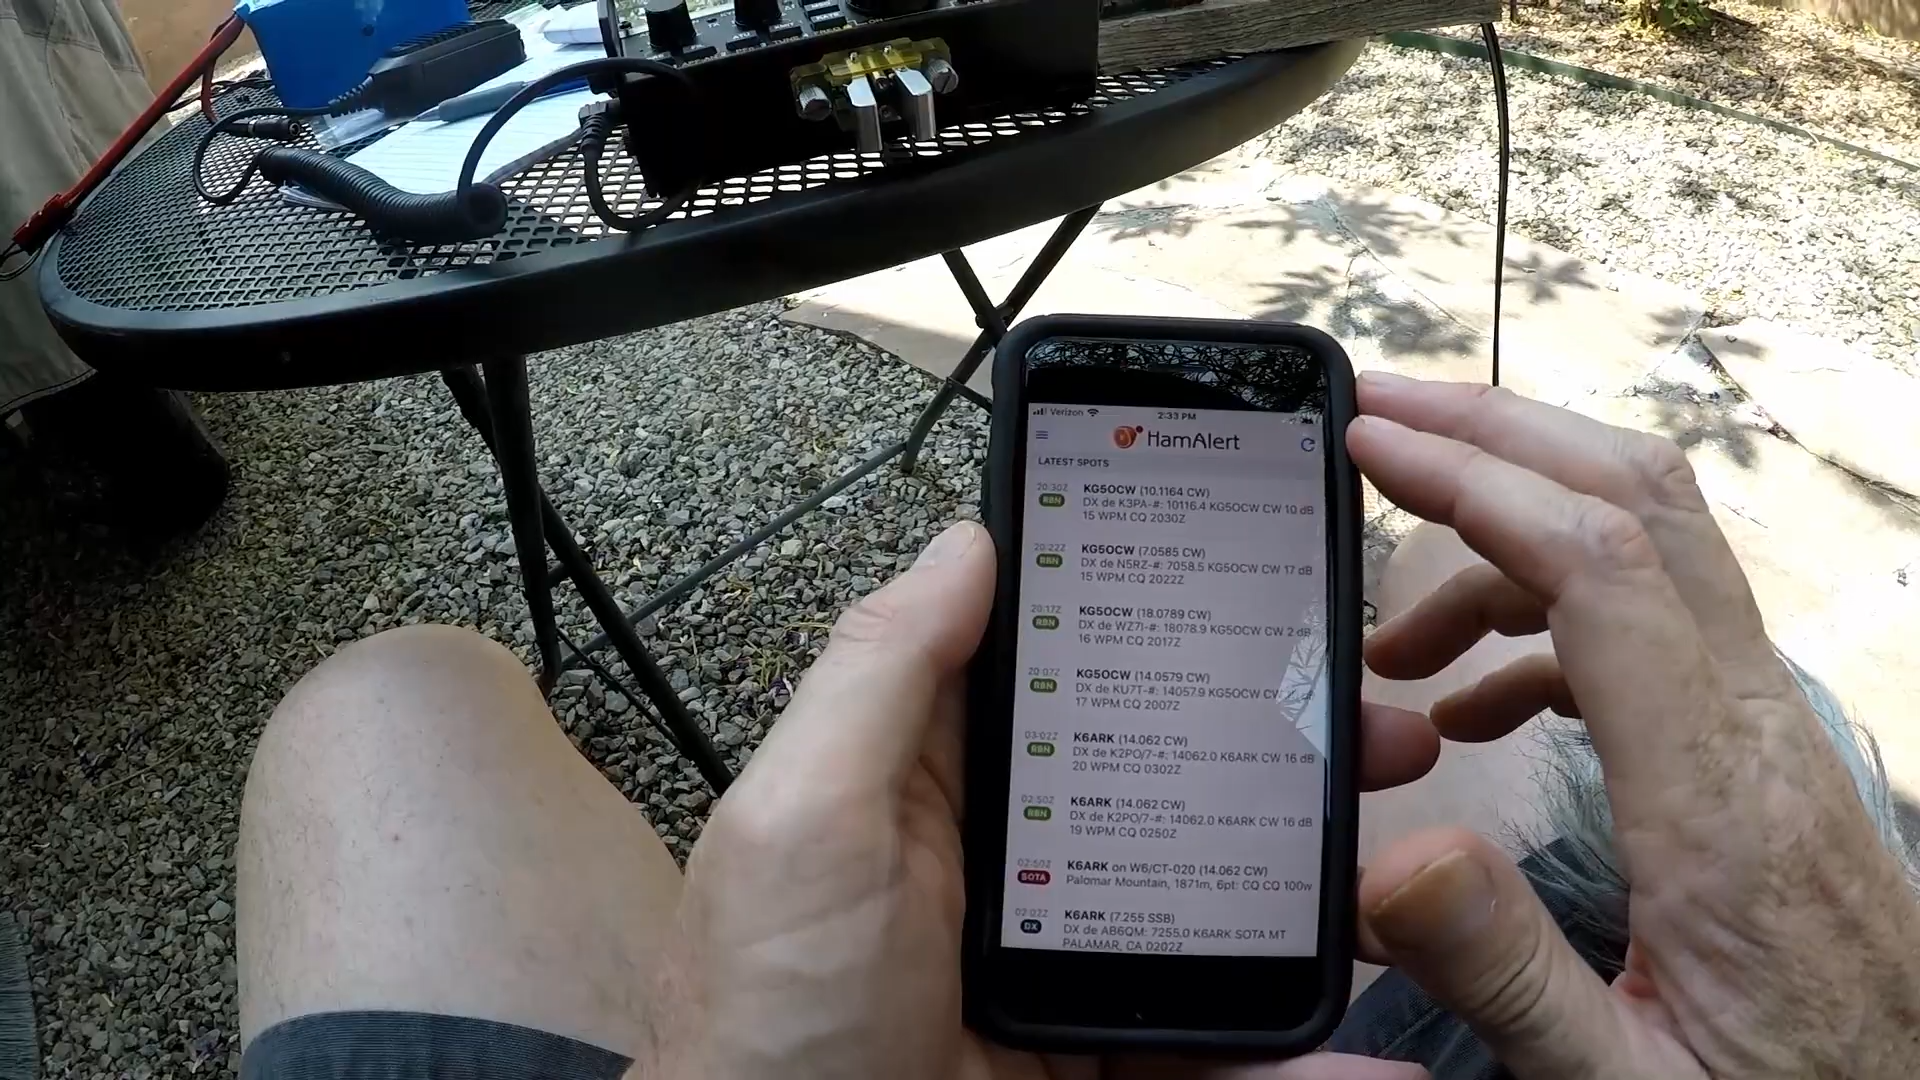 Verizon 2:33 PM
HamAlert
LATEST SPOTS
20:30Z KG5OCW (10.1164 CW)
RBN DX de K3PA-#: 10116.4 KG5OCW CW 10 dB
15 WPM CQ 2030Z
20:22Z KG5OCW (7.0585 CW)
RBN DX de N5RZ-#: 7058.5 KG5OCW CW 17 dB
15 WPM CQ 2022Z
20:17Z KG5OCW (18.0789 CW)
RBN DX de WZ7I-#: 18078.9 KG5OCW CW 2 dB
16 WPM CQ 2017Z
20:07Z KG5OCW (14.0579 CW)
RBN DX de KU7T-#: 14057.9 KG5OCW CW dB
17 WPM CQ 2007Z
03:02Z K6ARK (14.062 CW)
RBN DX de K2PO/7-#: 14062.0 K6ARK CW 16 dB
20 WPM CQ 0302Z
02:50Z K6ARK (14.062 CW)
RBN DX de K2PO/7-#: 14062.0 K6ARK CW 16 dB
19 WPM CQ 0250Z
02:50Z K6ARK on W6/CT-020 (14.062 CW)
SOTA Palomar Mountain, 1871m, 6pt: CQ CQ 100w
02:02Z K6ARK (7.255 SSB)
DX DX de AB6QM: 7255.0 K6ARK SOTA MT
PALAMAR, CA 0202Z